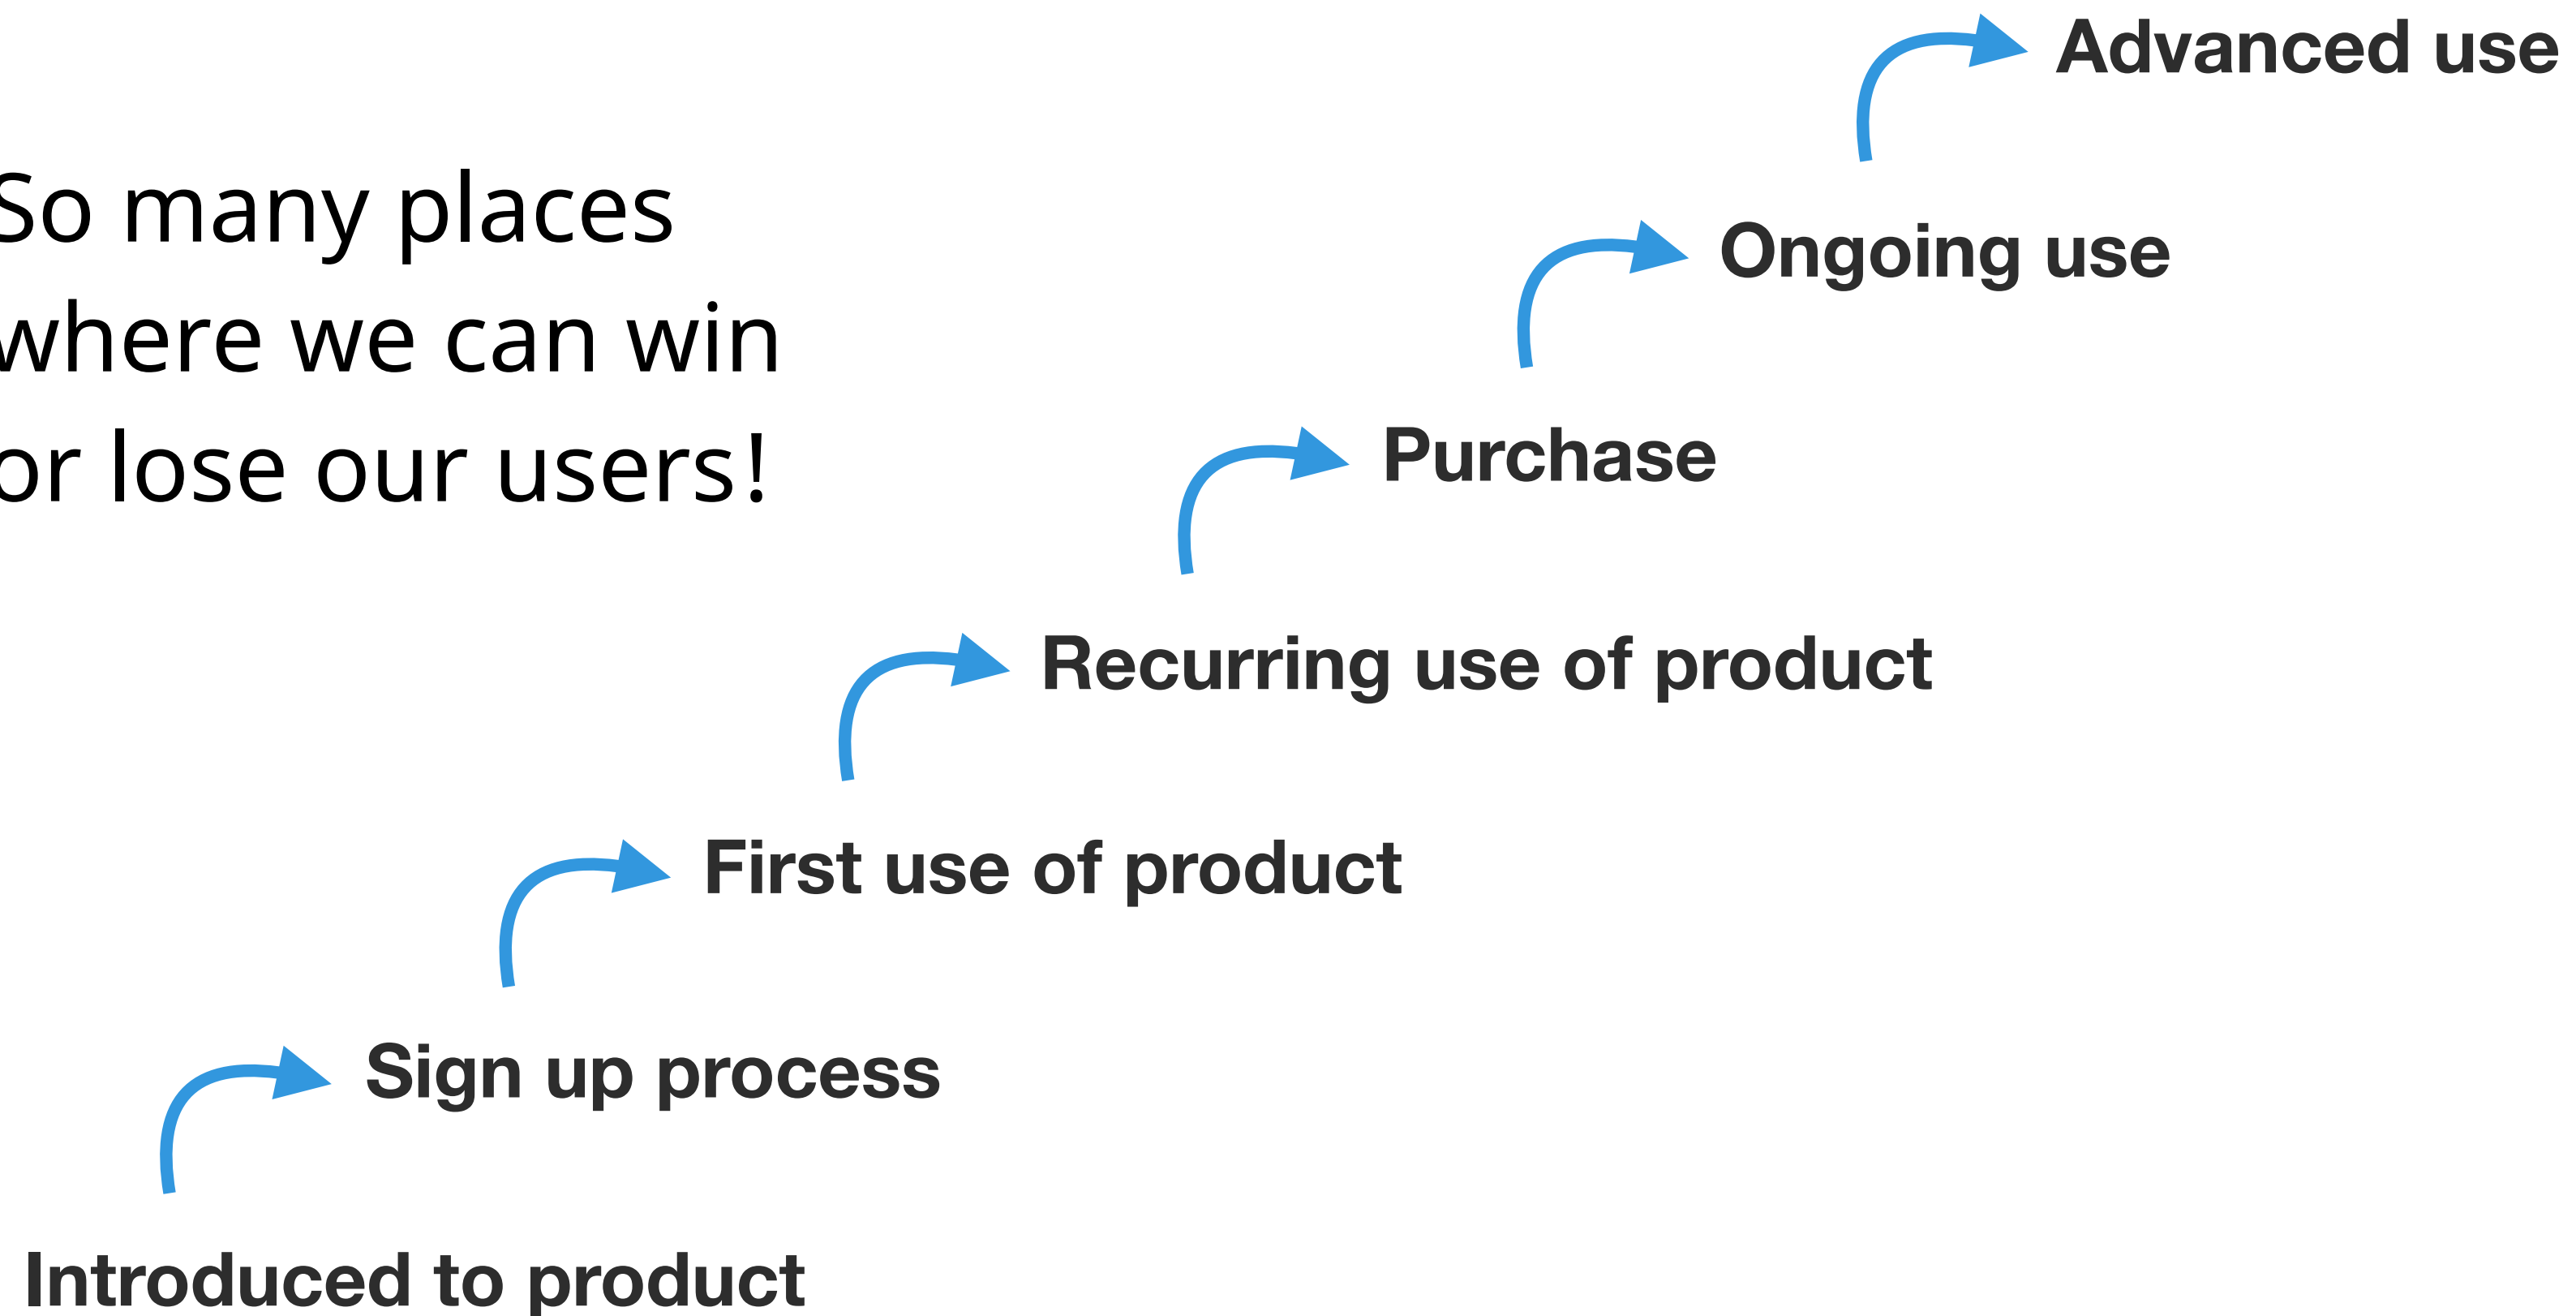 So many places
where we can win
or lose our users!
Advanced use
Ongoing use
Purchase
Recurring use of product
First use of product
Sign up process
Introduced to product